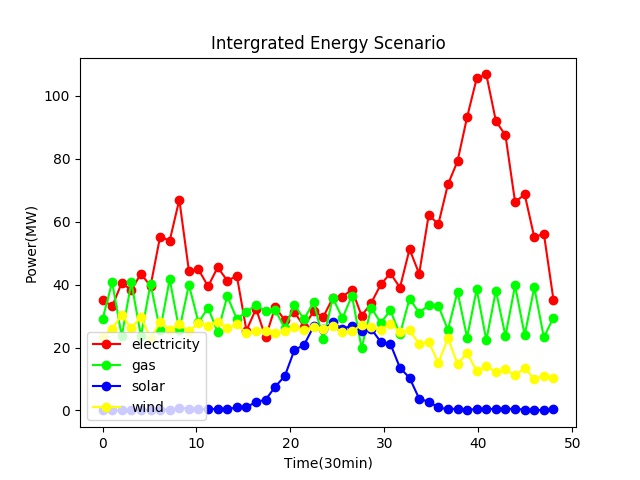 Intergrated Energy Scenario
Power(MW)
100
80
60
40
20
0
electricity
gas
solar
wind
0 10 20 30 40 50
Time(30min)